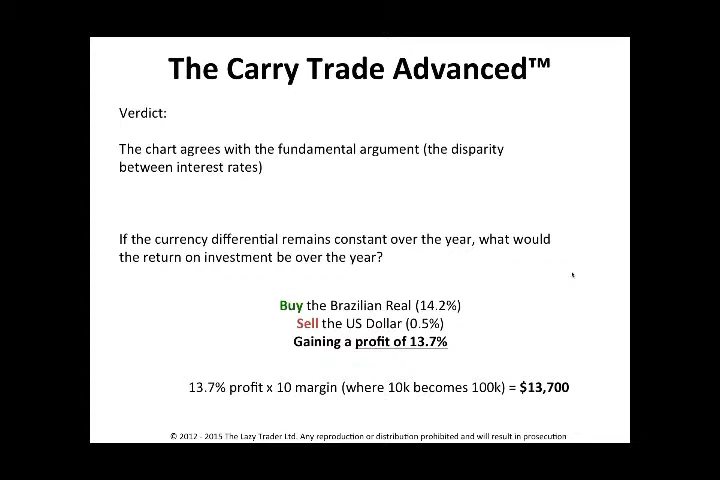 The Carry Trade Advanced™
Verdict:
The chart agrees with the fundamental argument (the disparity
between interest rates)
If the currency differential remains constant over the year, what would
the return on investment be over the year?
Buy the Brazilian Real (14.2%)
Sell the US Dollar (0.5%)
Gaining a profit of 13.7%
13.7% profit x 10 margin (where 10k becomes 100k) = $13,700
© 2012 - 2015 The Lazy Trader Ltd. Any reproduction or distribution prohibited and will result in prosecution